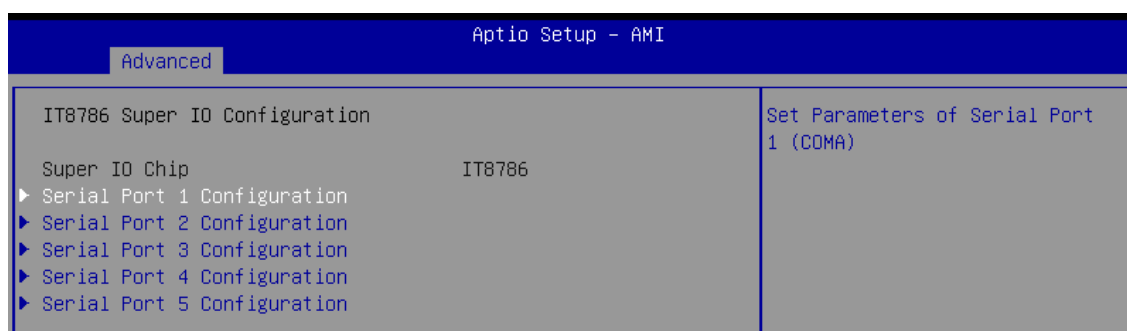 Aptio Setup – AMI
Advanced
IT8786 Super IO Configuration
Super IO Chip IT8786
Serial Port 1 Configuration
Serial Port 2 Configuration
Serial Port 3 Configuration
Serial Port 4 Configuration
Serial Port 5 Configuration
Set Parameters of Serial Port
1 (COMA)